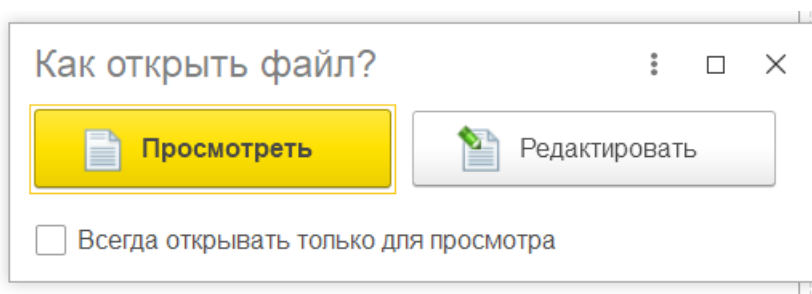 Как открыть файл?
Просмотреть
Редактировать
Всегда открывать только для просмотра